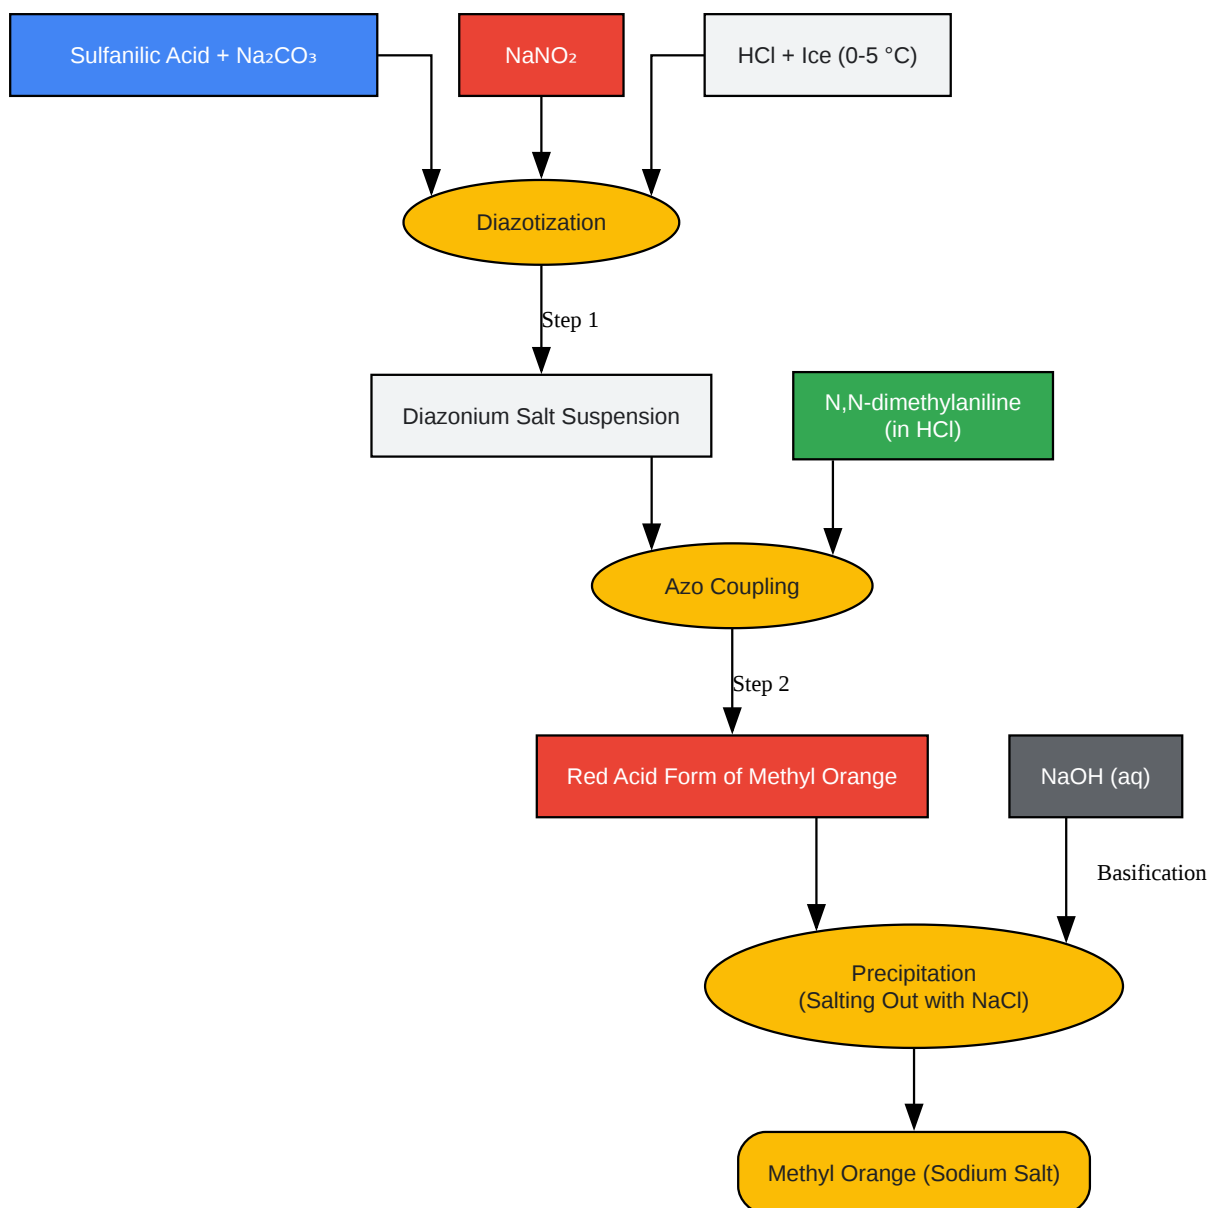 Sulfanilic Acid + Na₂CO₃
NaNO₂
HCl + Ice (0-5 °C)
Diazotization
Step 1
Diazonium Salt Suspension
N,N-dimethylaniline
(in HCl)
Azo Coupling
Step 2
Red Acid Form of Methyl Orange
NaOH (aq)
Basification
Precipitation
(Salting Out with NaCl)
Methyl Orange (Sodium Salt)